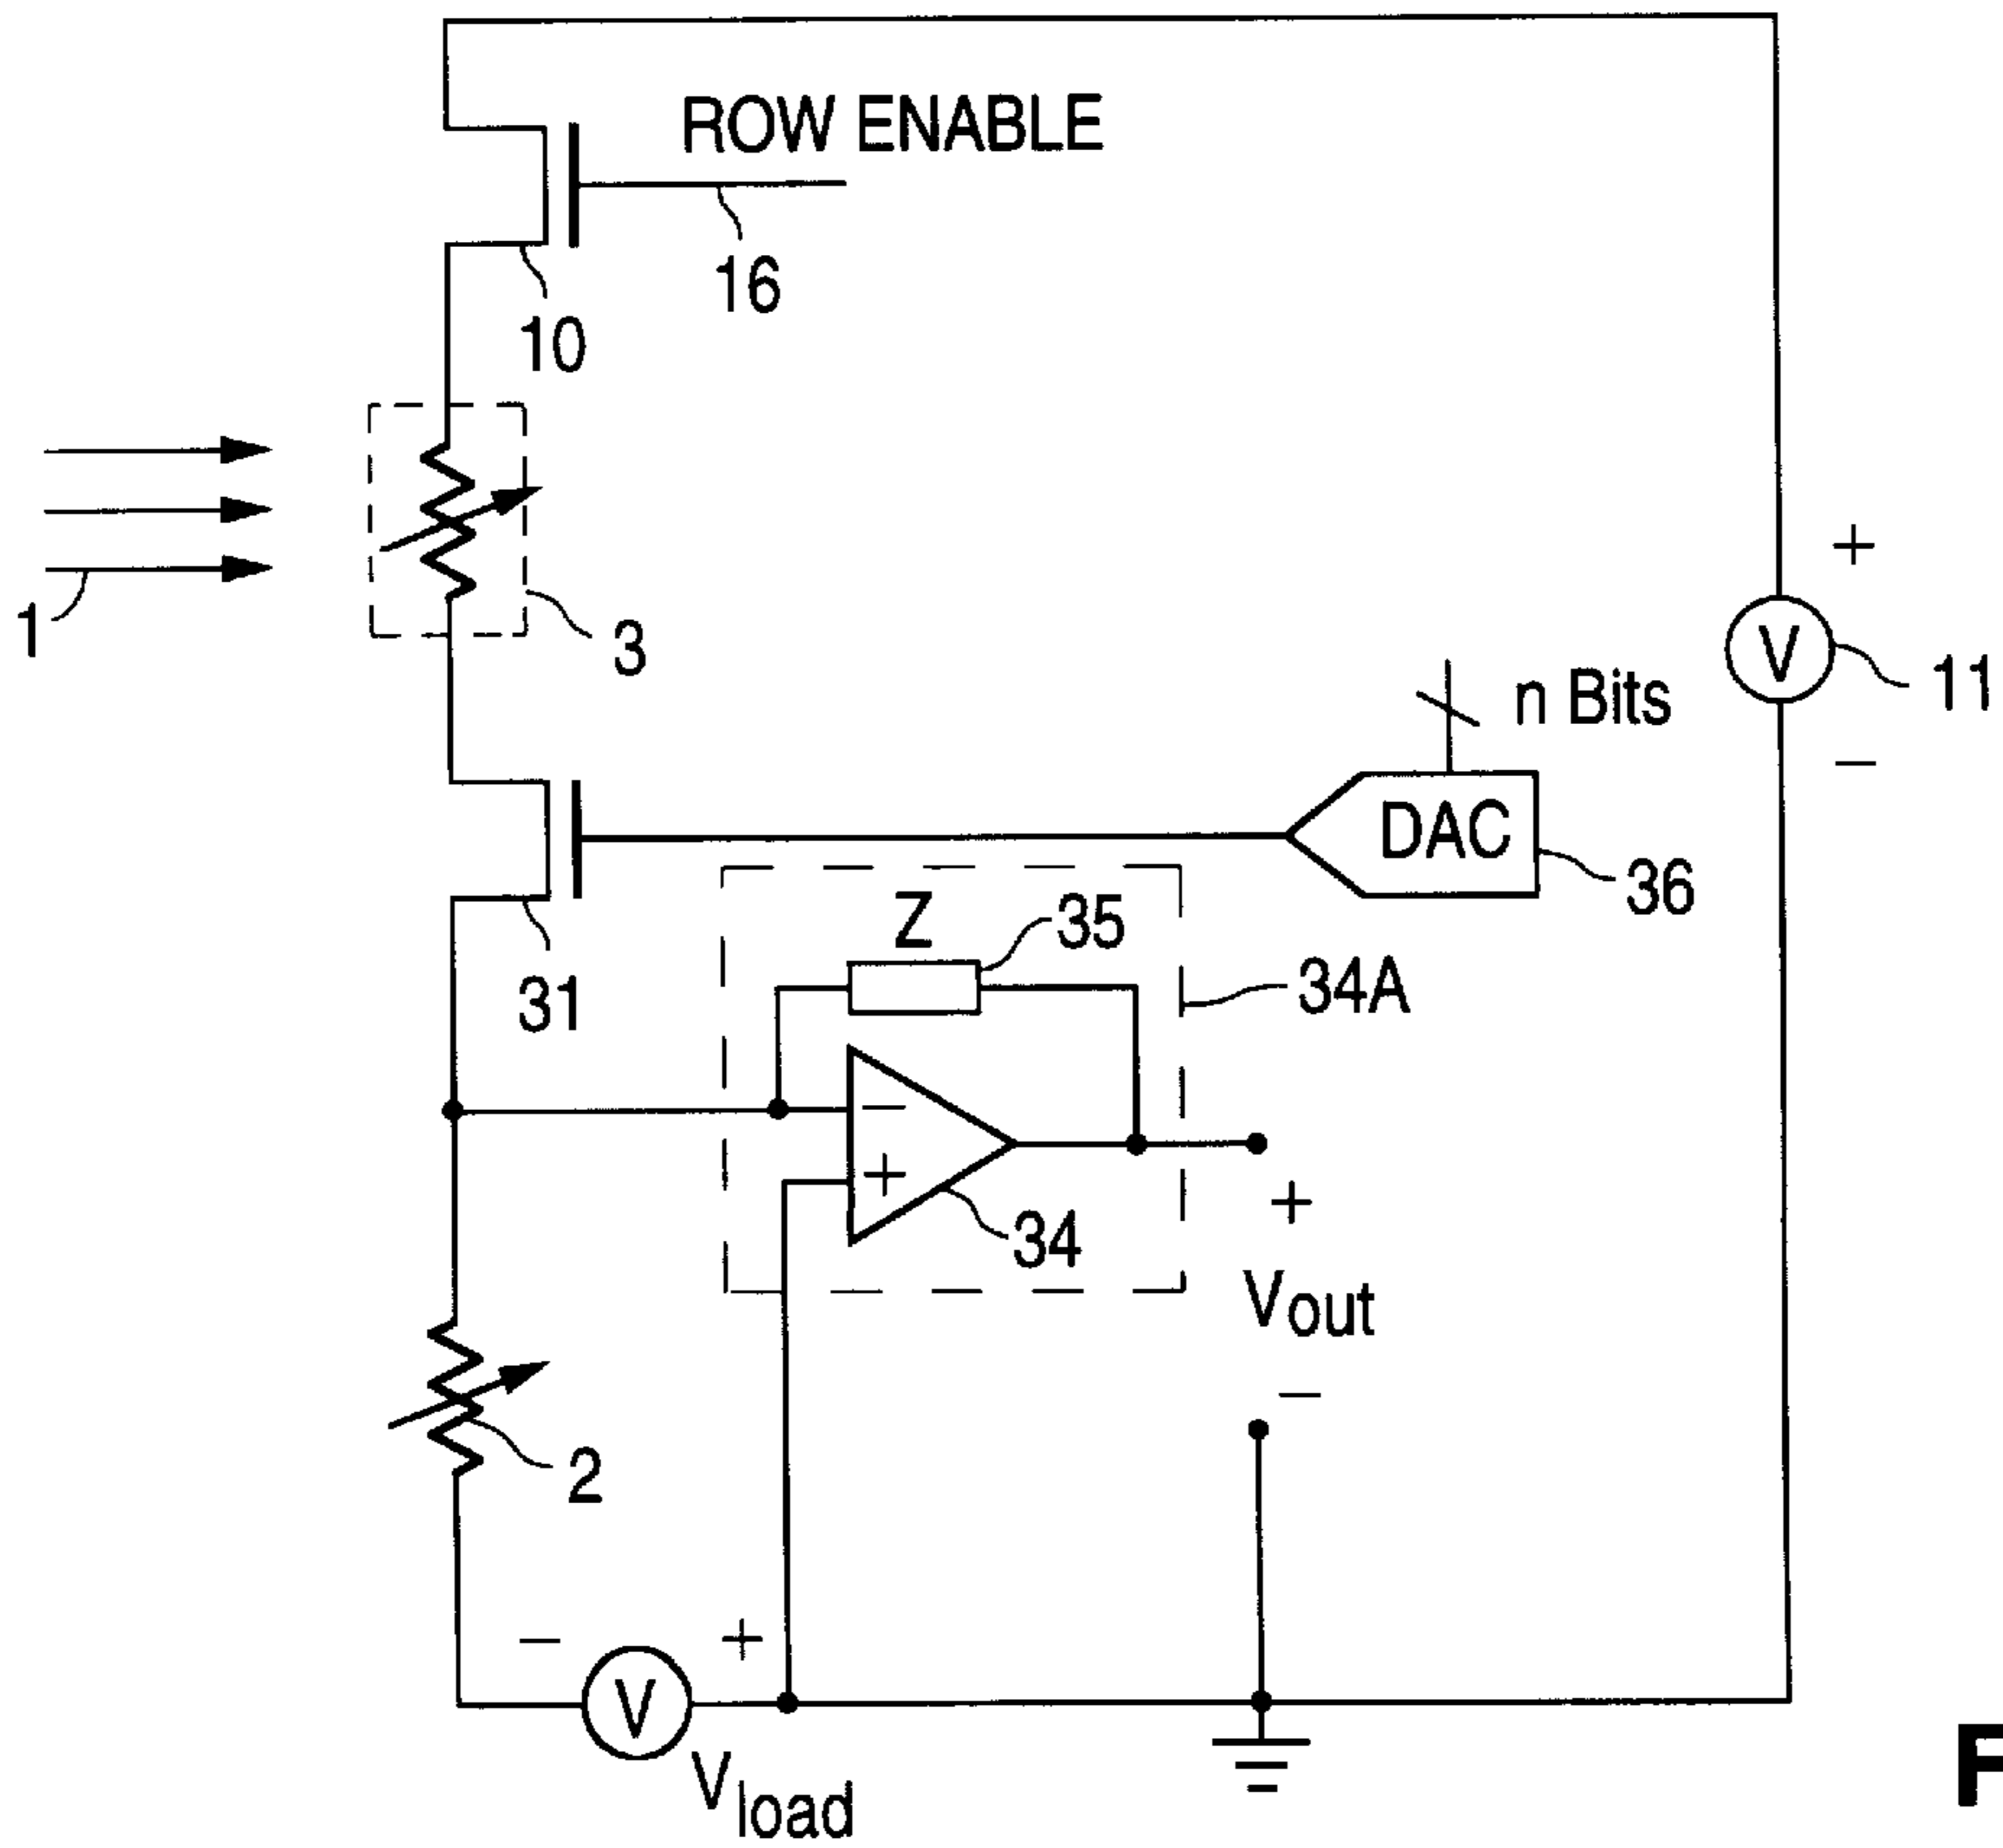 ROW ENABLE
16
10
1
3
n Bits
V
11
DAC
36
Z
35
34A
31
−
+
34
+
Vout
−
2
−
+
V
Vload
+
−
F